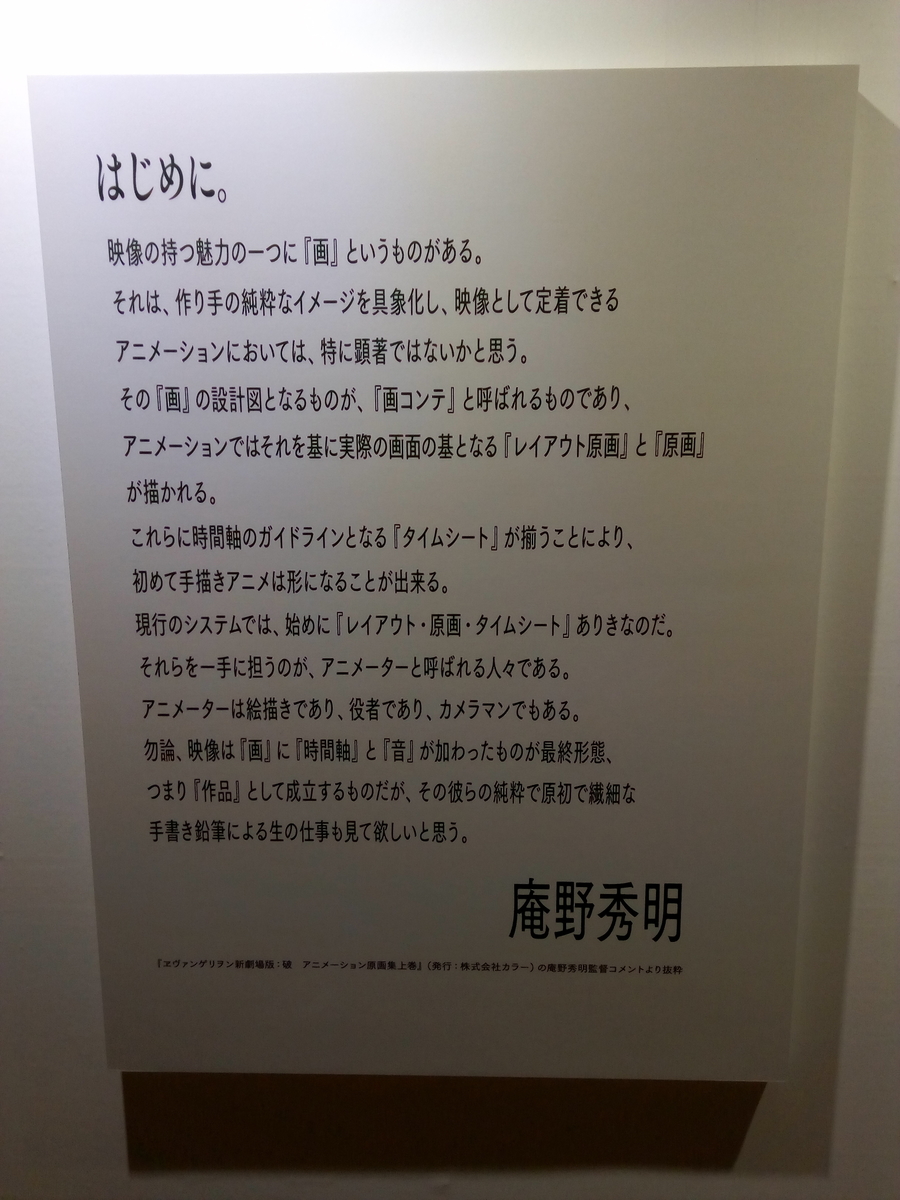 はじめに。
映像の持つ魅力の一つに『画』というものがある。
それは、作り手の純粋なイメージを具象化し、映像として定着できる
アニメーションにおいては、特に顕著ではないかと思う。
その『画』の設計図となるものが、『画コンテ』と呼ばれるものであり、
アニメーションではそれを基に実際の画面の基となる『レイアウト原画』と『原画』
が描かれる。
これらに時間軸のガイドラインとなる『タイムシート』が揃うことにより、
初めて手描きアニメは形になることが出来る。
現行のシステムでは、始めに『レイアウト・原画・タイムシート』ありきなのだ。
それらを一手に担うのが、アニメーターと呼ばれる人々である。
アニメーターは絵描きであり、役者であり、カメラマンでもある。
勿論、映像は『画』に『時間軸』と『音』が加わったものが最終形態、
つまり『作品』として成立するものだが、その彼らの純粋で原初で繊細な
手書き鉛筆による生の仕事も見て欲しいと思う。
庵野秀明
『ヱヴァンゲリヲン新劇場版：破　アニメーション原画集上巻』（発行：株式会社カラー）の庵野秀明監督コメントより抜粋